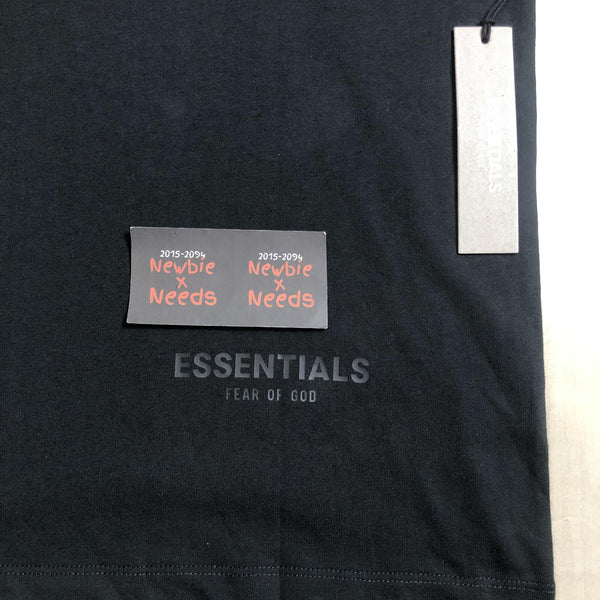 2015-2094
Newbie
x
Needs
2015-2094
Newbie
x
Needs
ESSENTIALS
FEAR OF GOD